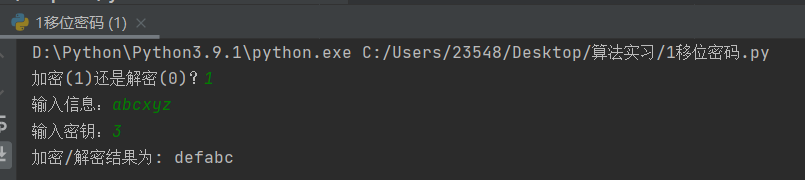 1移位密码 (1)
D:\Python\Python3.9.1\python.exe C:/Users/23548/Desktop/算法实习/1移位密码.py
加密(1)还是解密(0)？1
输入信息：abcxyz
输入密钥：3
加密/解密结果为: defabc